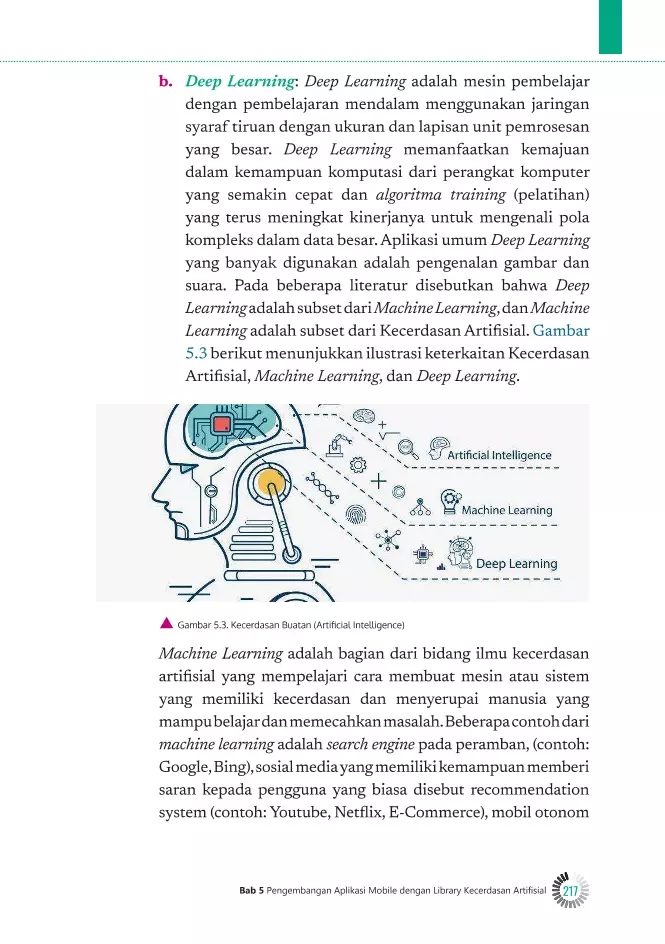 b. Deep Learning: Deep Learning adalah mesin pembelajar
dengan pembelajaran mendalam menggunakan jaringan
syaraf tiruan dengan ukuran dan lapisan unit pemrosesan
yang besar. Deep Learning memanfaatkan kemajuan
dalam kemampuan komputasi dari perangkat komputer
yang semakin cepat dan algoritma training (pelatihan)
yang terus meningkat kinerjanya untuk mengenali pola
kompleks dalam data besar. Aplikasi umum Deep Learning
yang banyak digunakan adalah pengenalan gambar dan
suara. Pada beberapa literatur disebutkan bahwa Deep
Learning adalah subset dari Machine Learning, dan Machine
Learning adalah subset dari Kecerdasan Artifisial. Gambar
5.3 berikut menunjukkan ilustrasi keterkaitan Kecerdasan
Artifisial, Machine Learning, dan Deep Learning.
Artificial Intelligence
Machine Learning
Deep Learning
Gambar 5.3. Kecerdasan Buatan (Artificial Intelligence)
Machine Learning adalah bagian dari bidang ilmu kecerdasan
artifisial yang mempelajari cara membuat mesin atau sistem
yang memiliki kecerdasan dan menyerupai manusia yang
mampu belajar dan memecahkan masalah. Beberapa contoh dari
machine learning adalah search engine pada peramban, (contoh:
Google, Bing), sosial media yang memiliki kemampuan memberi
saran kepada pengguna yang biasa disebut recommendation
system (contoh: Youtube, Netflix, E-Commerce), mobil otonom
Bab 5 Pengembangan Aplikasi Mobile dengan Library Kecerdasan Artifisial 217